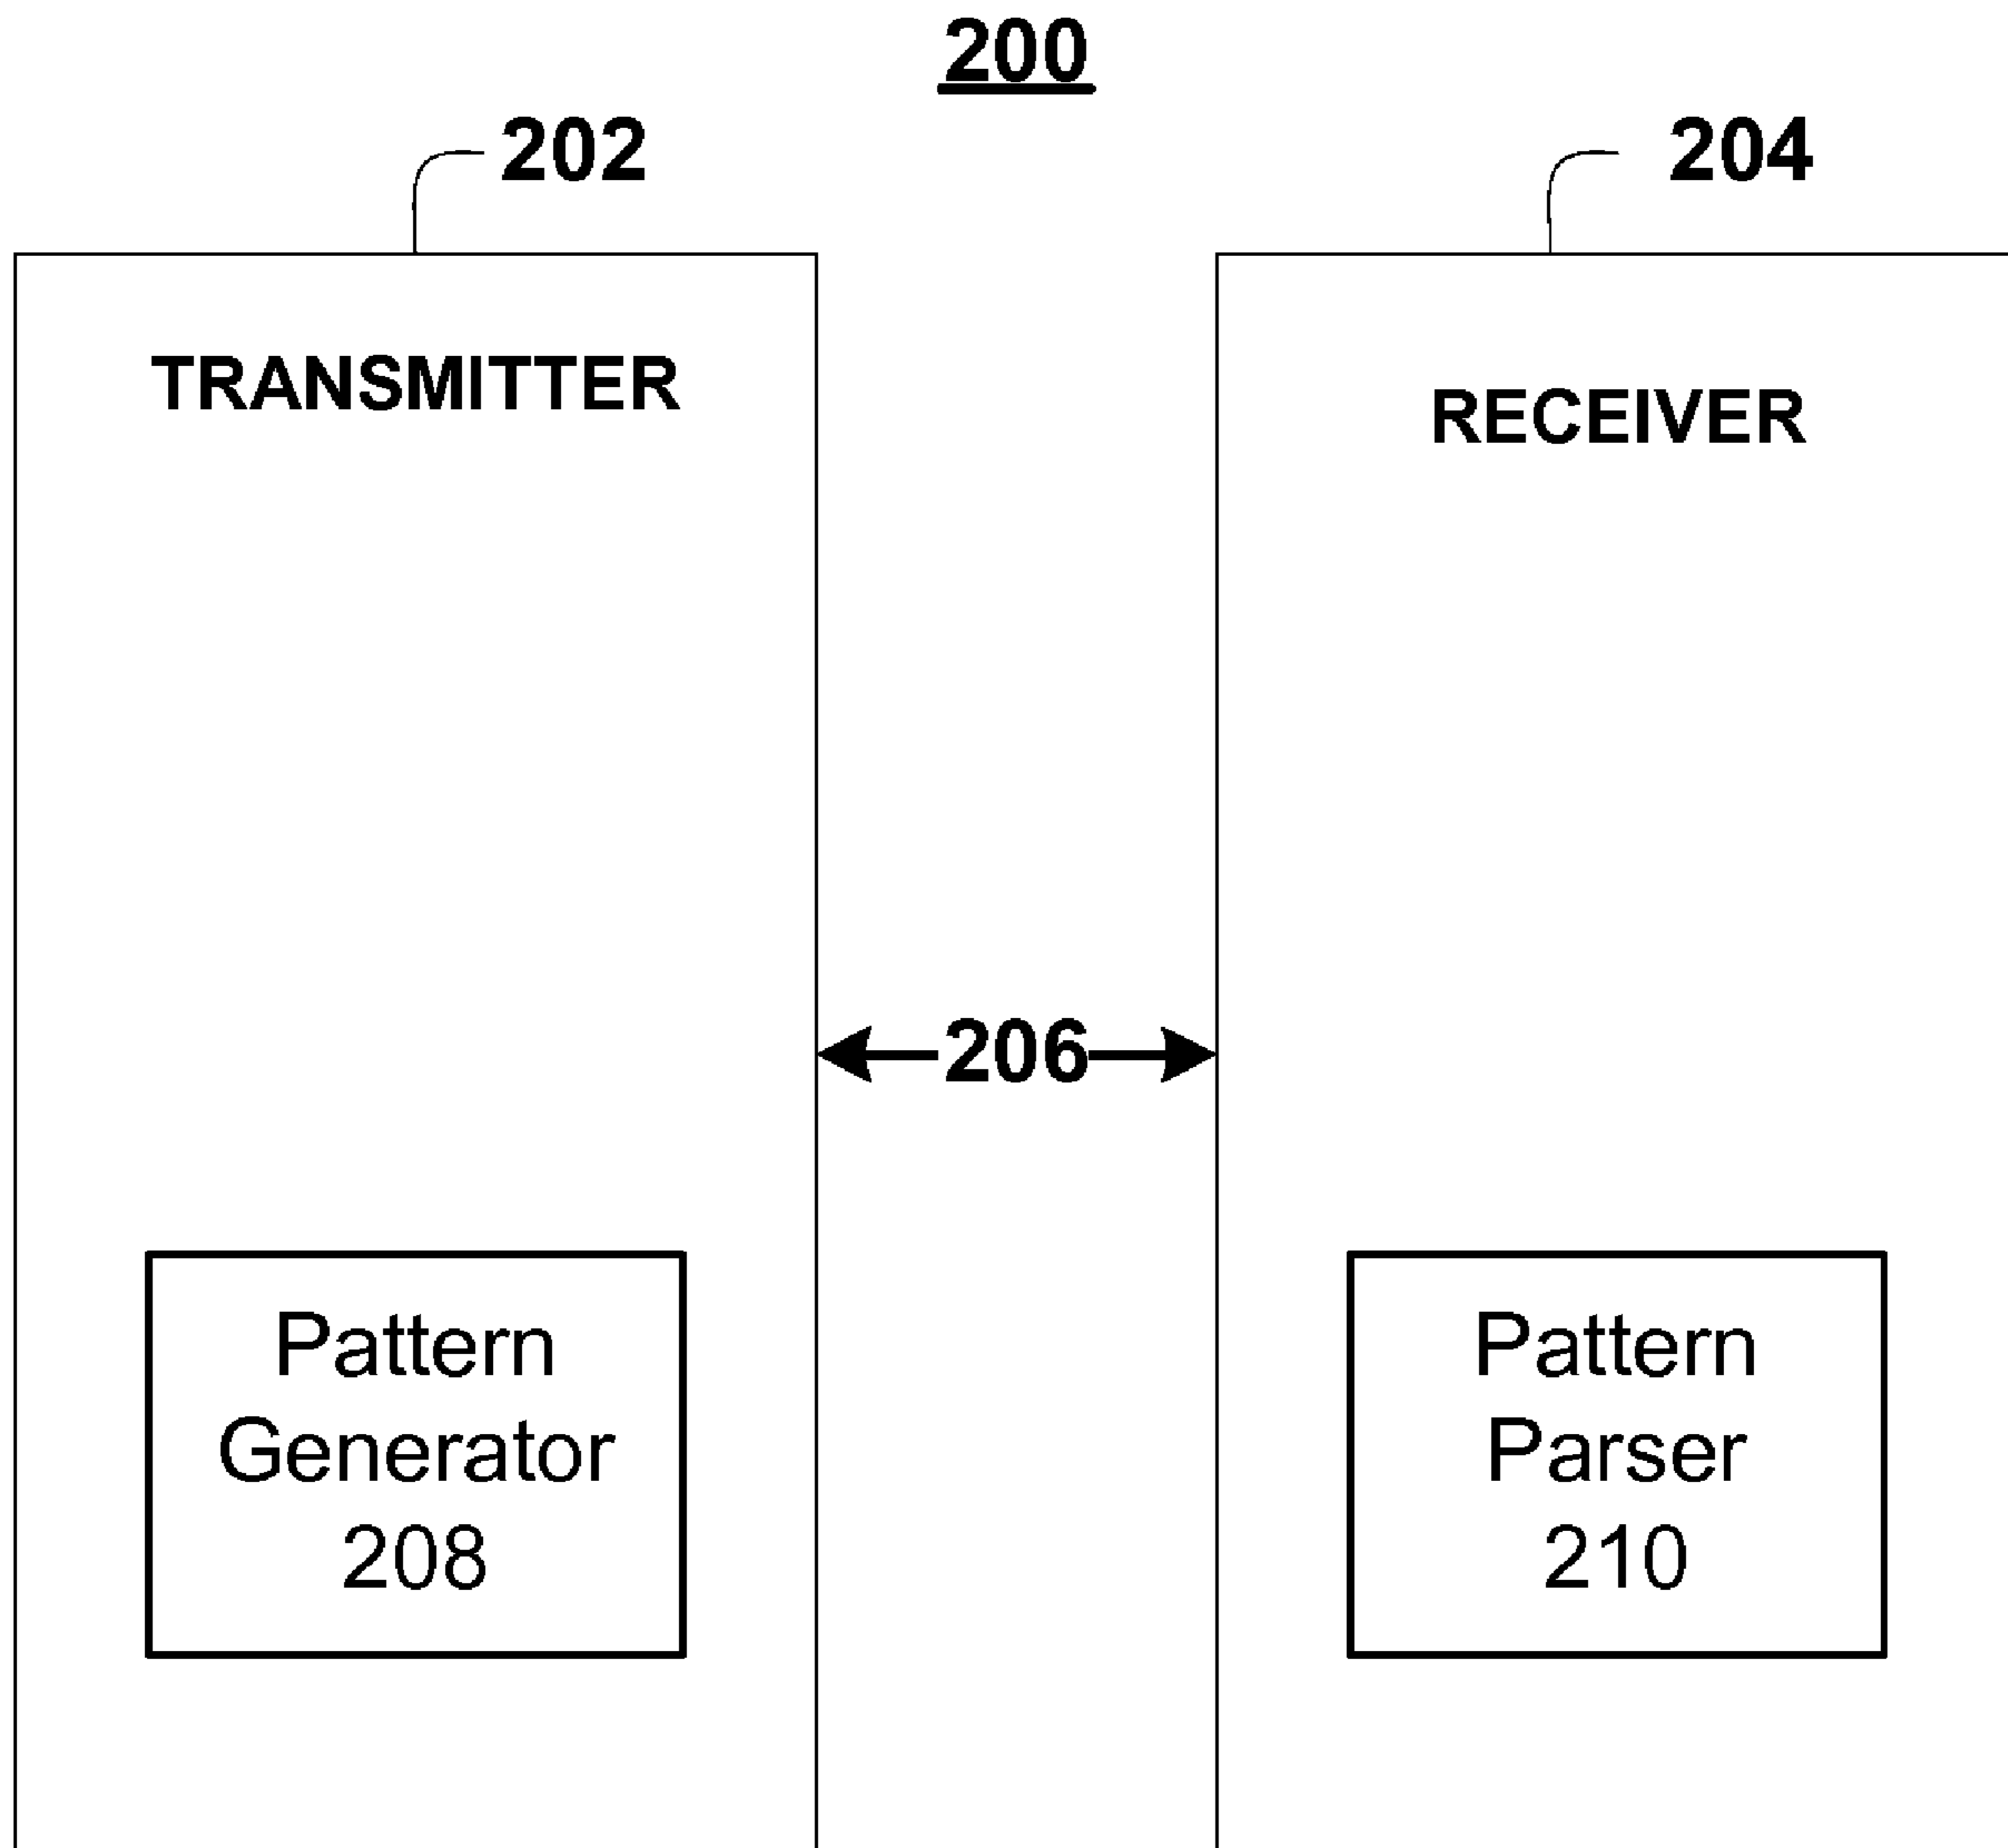 200
202
204
TRANSMITTER
RECEIVER
206
Pattern
Generator
208
Pattern
Parser
210